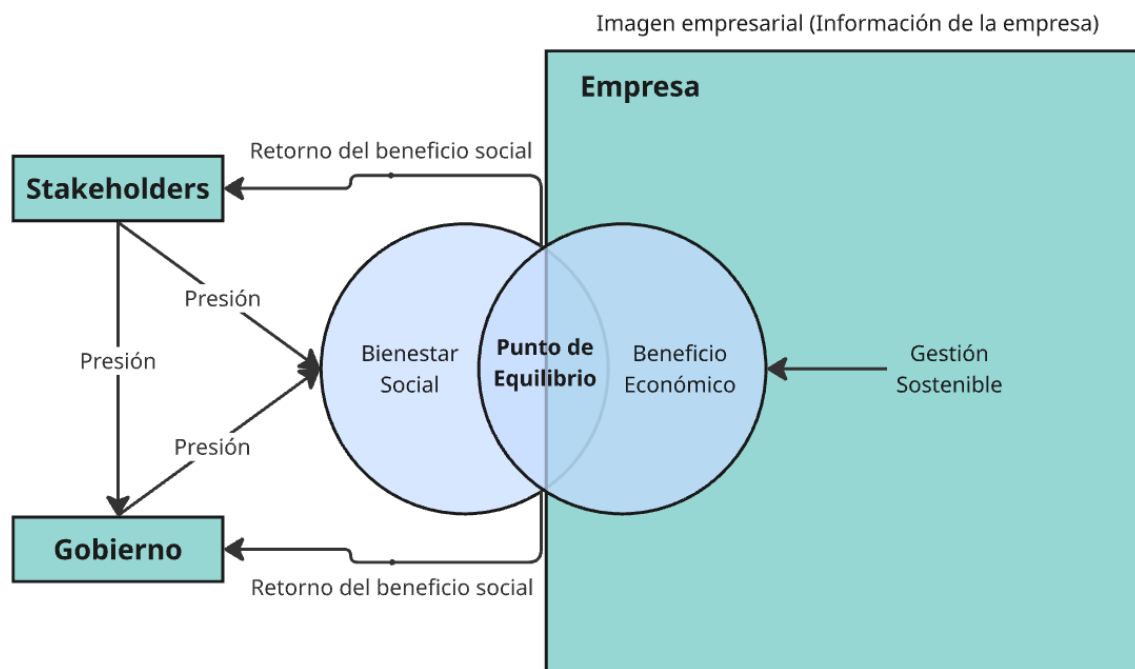 Imagen empresarial (Información de la empresa)
Empresa
Retorno del beneficio social
Stakeholders
Presión
Presión
Presión
Bienestar
Social
Punto de
Equilibrio
Beneficio
Económico
Gestión
Sostenible
Gobierno
Retorno del beneficio social